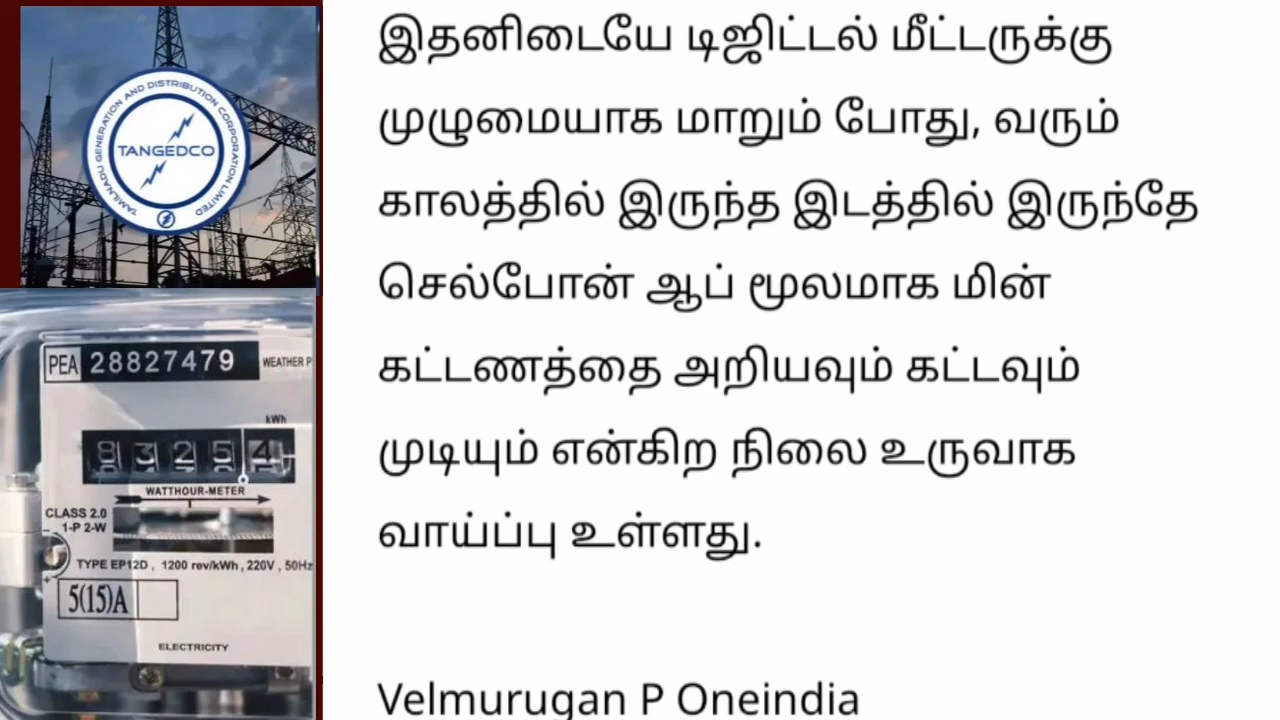 TAMILNADU GENERATION AND DISTRIBUTION CORPORATION LIMITED
TANGEDCO
PEA 28827479 WEATHER P
kWh
83254
WATTHOUR-METER
CLASS 2.0
1-P 2-W
TYPE EP12D , 1200 rev/kWh , 220V , 50Hz
5(15)A
ELECTRICITY
இதனிடையே டிஜிட்டல் மீட்டருக்கு
முழுமையாக மாறும் போது, வரும்
காலத்தில் இருந்த இடத்தில் இருந்தே
செல்போன் ஆப் மூலமாக மின்
கட்டணத்தை அறியவும் கட்டவும்
முடியும் என்கிற நிலை உருவாக
வாய்ப்பு உள்ளது.
Velmurugan P Oneindia